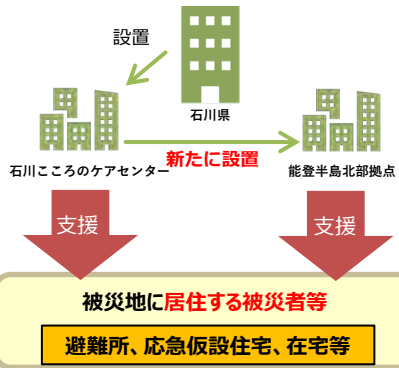 設置
石川県
石川こころのケアセンター
新たに設置
能登半島北部拠点
支援
支援
被災地に居住する被災者等
避難所、応急仮設住宅、在宅等